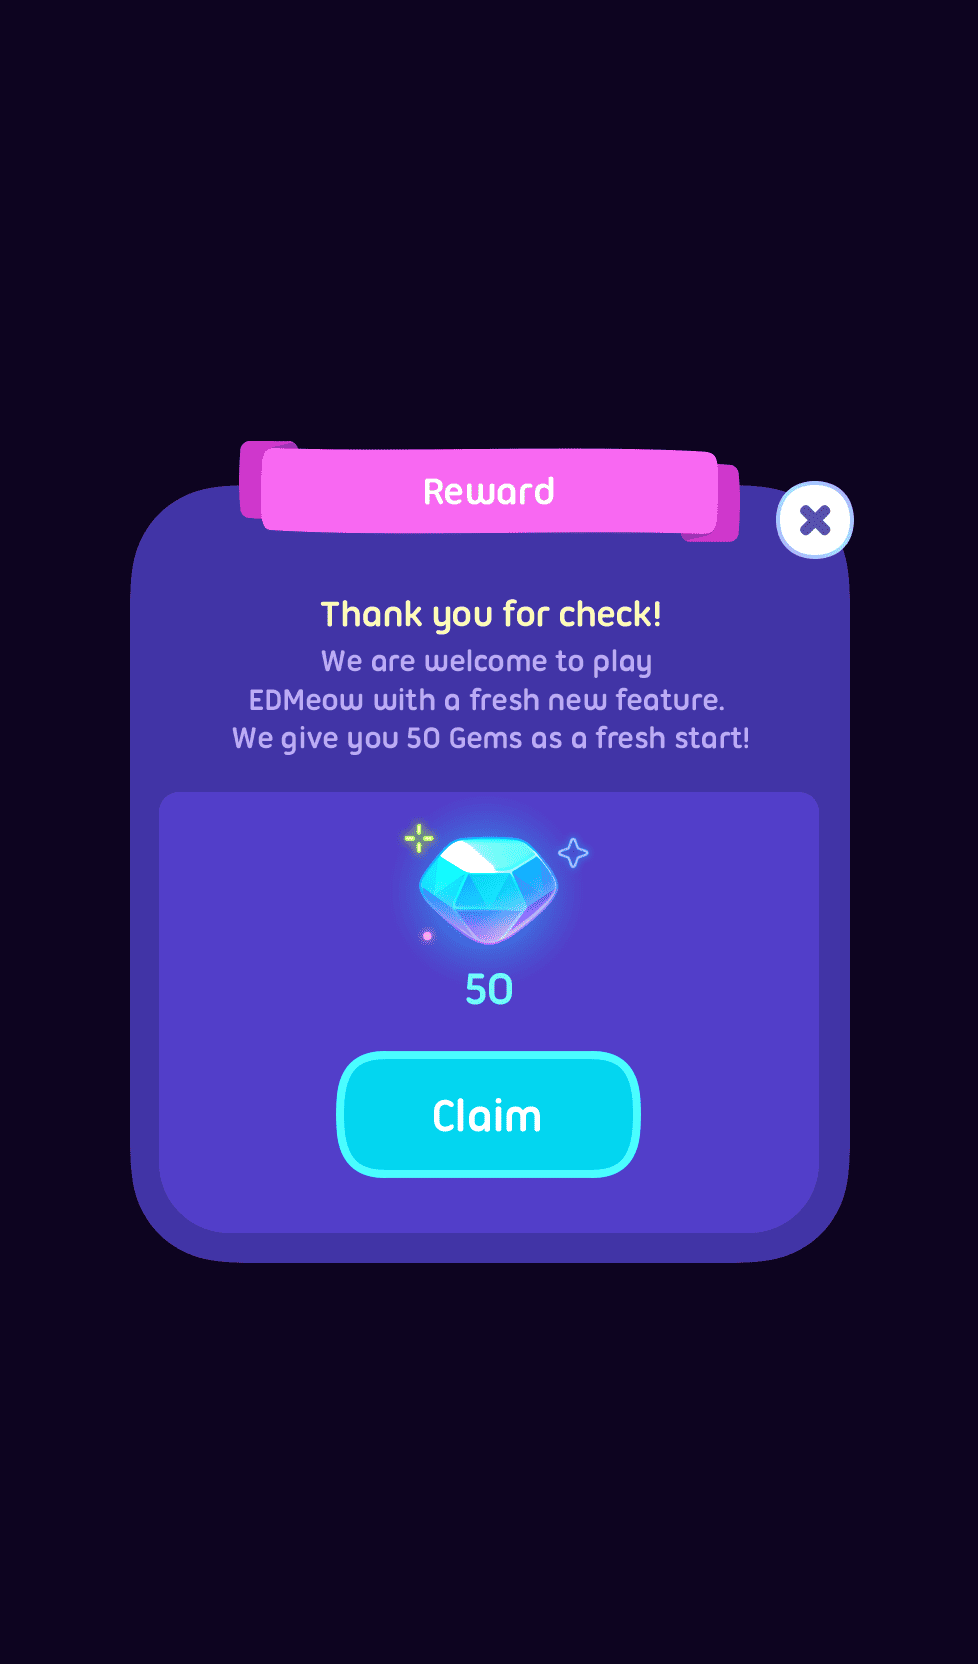 Reward
Thank you for check!
We are welcome to play
EDMeow with a fresh new feature.
We give you 50 Gems as a fresh start!
50
Claim